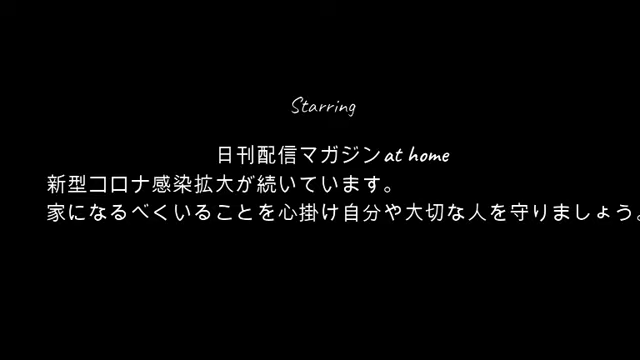 Starring
日刊配信マガジンat home
新型コロナ感染拡大が続いています。
家になるべくいることを心掛け自分や大切な人を守りましょう。